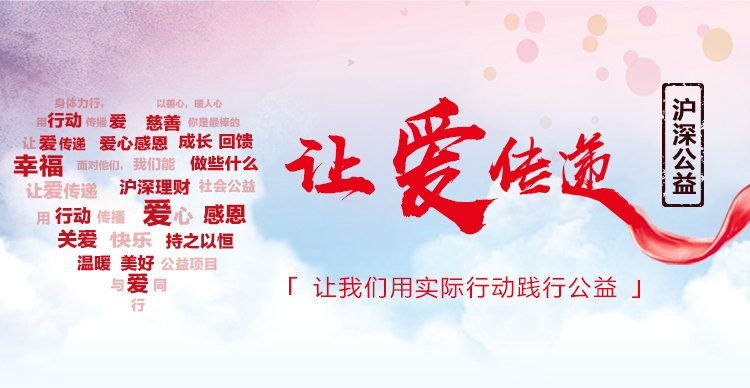 身体力行, 以善心,暖人心
用行动 传播 爱 慈善 你是最棒的
让爱传递 爱心感恩 成长 回馈
幸福 面对他们, 我们能 做些什么
让爱传递 沪深理财 社会公益
用 行动 传播 爱心 感恩
关爱 快乐 持之以恒
温暖 美好 公益项目
与爱同
行
让爱传递
沪深公益
「 让我们用实际行动践行公益 」